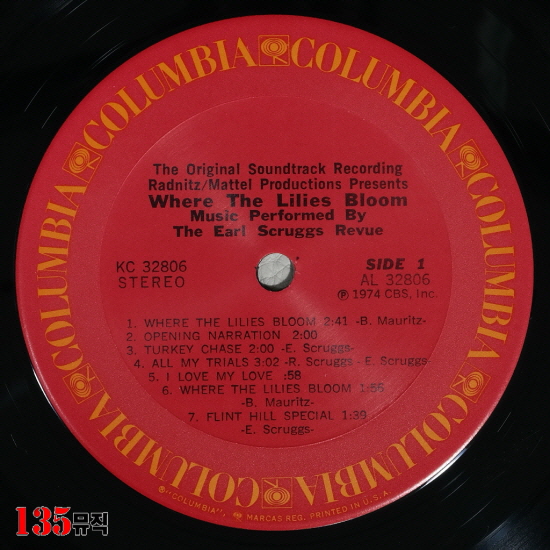 COLUMBIA COLUMBIA COLUMBIA COLUMBIA COLUMBIA COLUMBIA
The Original Soundtrack Recording
Radnitz/Mattel Productions Presents
Where The Lilies Bloom
Music Performed By
The Earl Scruggs Revue
KC 32806
STEREO
SIDE 1
AL 32806
Ⓟ 1974 CBS, Inc.
1. WHERE THE LILIES BLOOM 2:41 -B. Mauritz-
2. OPENING NARRATION 2:00
3. TURKEY CHASE 2:00 -E. Scruggs-
4. ALL MY TRIALS 3:02 -R. Scruggs - E. Scruggs-
5. I LOVE MY LOVE :58
6. WHERE THE LILIES BLOOM 1:56
-B. Mauritz-
7. FLINT HILL SPECIAL 1:39
-E. Scruggs-
®"COLUMBIA", MARCAS REG. PRINTED IN U.S.A.
135뮤직